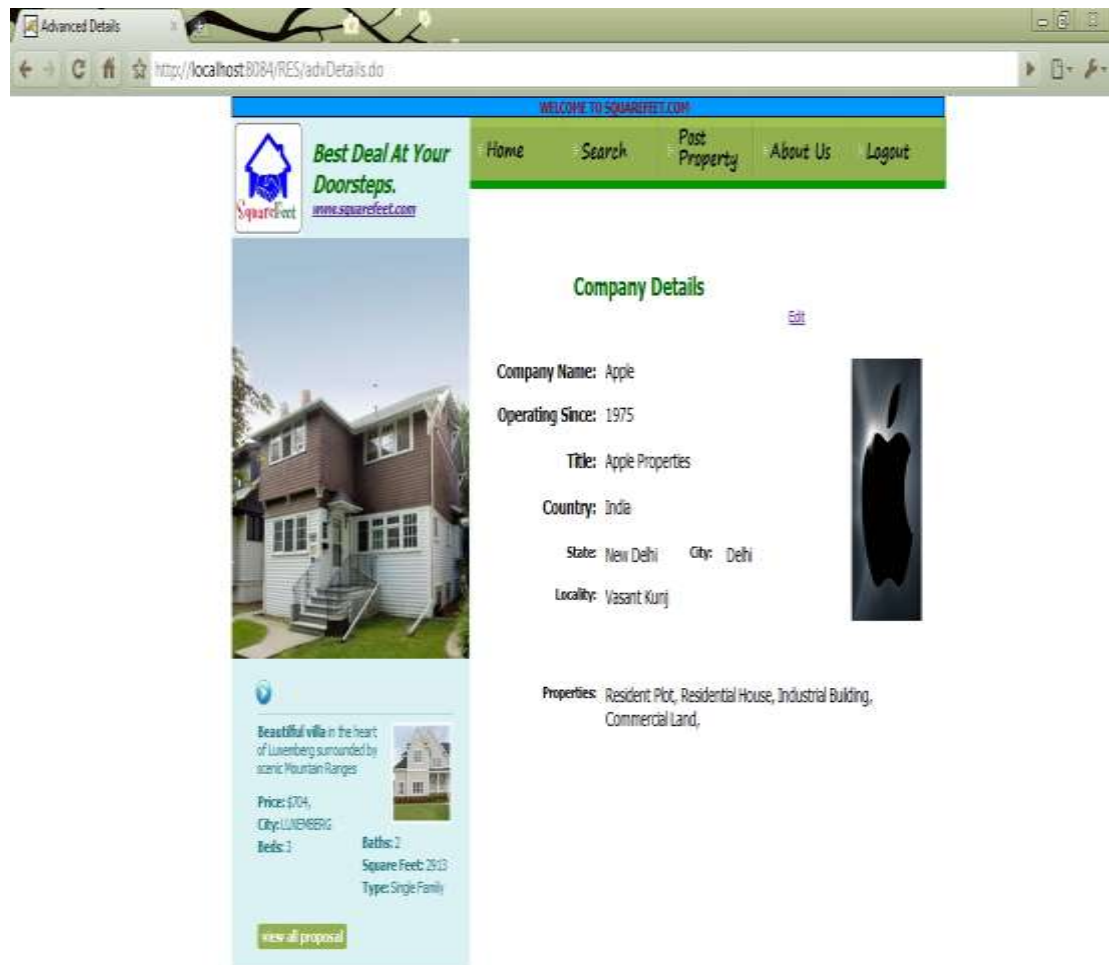 Advanced Details
http://localhost:8084/RES/advDetails.do
WELCOME TO SQUAREFEET.COM
SquareFeet
Best Deal At Your
Doorsteps.
www.squarefeet.com
Home Search Post Property About Us Logout
Company Details
Edit
Company Name: Apple
Operating Since: 1975
Title: Apple Properties
Country: India
State: New Delhi City: Delhi
Locality: Vasant Kunj
Properties: Resident Plot, Residential House, Industrial Building,
Commercial Land,
Beautiful villa in the heart
of Luxemberg surrounded by
scenic Mountain Ranges
Price: $704,
City: LUXEMBERG
Beds: 3
Baths: 2
Square Feet: 2913
Type: Single Family
view all proposal